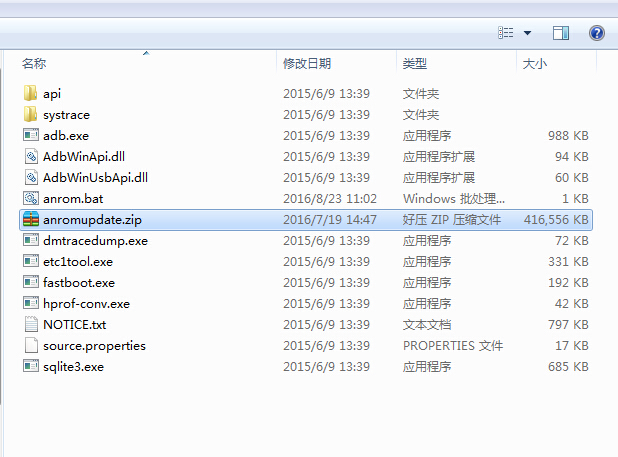 名称 修改日期 类型 大小
api 2015/6/9 13:39 文件夹
systrace 2015/6/9 13:39 文件夹
adb.exe 2015/6/9 13:39 应用程序 988 KB
AdbWinApi.dll 2015/6/9 13:39 应用程序扩展 94 KB
AdbWinUsbApi.dll 2015/6/9 13:39 应用程序扩展 60 KB
anrom.bat 2016/8/23 11:02 Windows 批处理... 1 KB
anromupdate.zip 2016/7/19 14:47 好压 ZIP 压缩文件 416,556 KB
dmtracedump.exe 2015/6/9 13:39 应用程序 72 KB
etc1tool.exe 2015/6/9 13:39 应用程序 331 KB
fastboot.exe 2015/6/9 13:39 应用程序 192 KB
hprof-conv.exe 2015/6/9 13:39 应用程序 42 KB
NOTICE.txt 2015/6/9 13:39 文本文档 797 KB
source.properties 2015/6/9 13:39 PROPERTIES 文件 17 KB
sqlite3.exe 2015/6/9 13:39 应用程序 685 KB